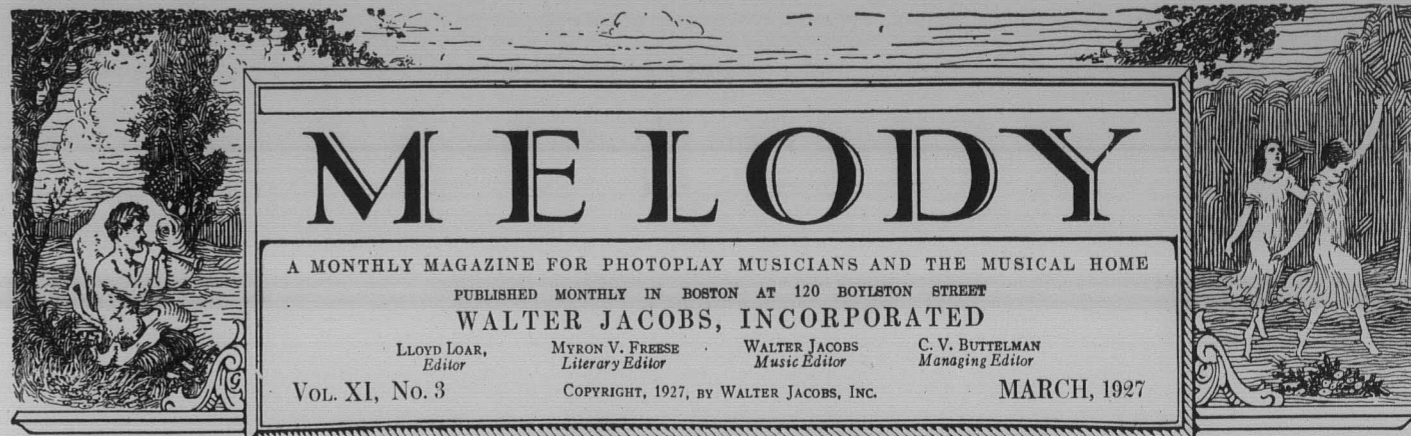 MELODY
A MONTHLY MAGAZINE FOR PHOTOPLAY MUSICIANS AND THE MUSICAL HOME
PUBLISHED MONTHLY IN BOSTON AT 120 BOYLSTON STREET
WALTER JACOBS, INCORPORATED
LLOYD LOAR, MYRON V. FREESE WALTER JACOBS C. V. BUTTELMAN
Editor Literary Editor Music Editor Managing Editor
VOL. XI, NO. 3 COPYRIGHT, 1927, BY WALTER JACOBS, INC. MARCH, 1927